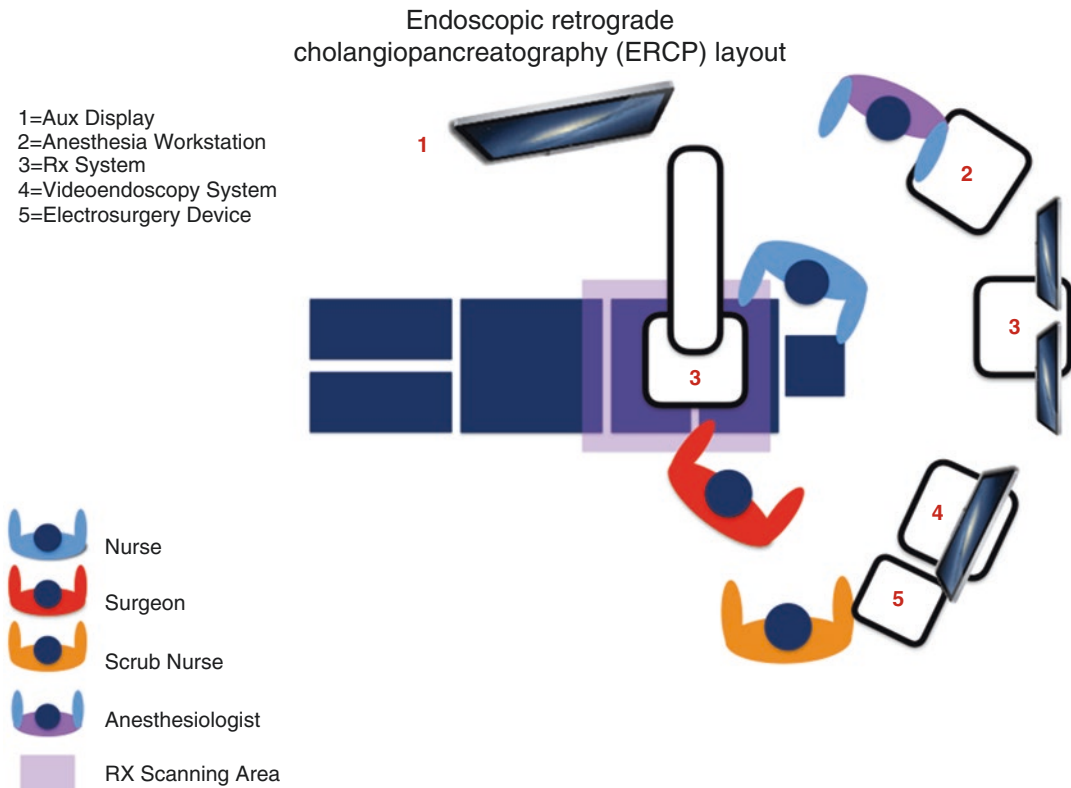 Endoscopic retrograde
cholangiopancreatography (ERCP) layout
1=Aux Display
2=Anesthesia Workstation
3=Rx System
4=Videoendoscopy System
5=Electrosurgery Device
1
2
3
3
4
5
Nurse
Surgeon
Scrub Nurse
Anesthesiologist
RX Scanning Area